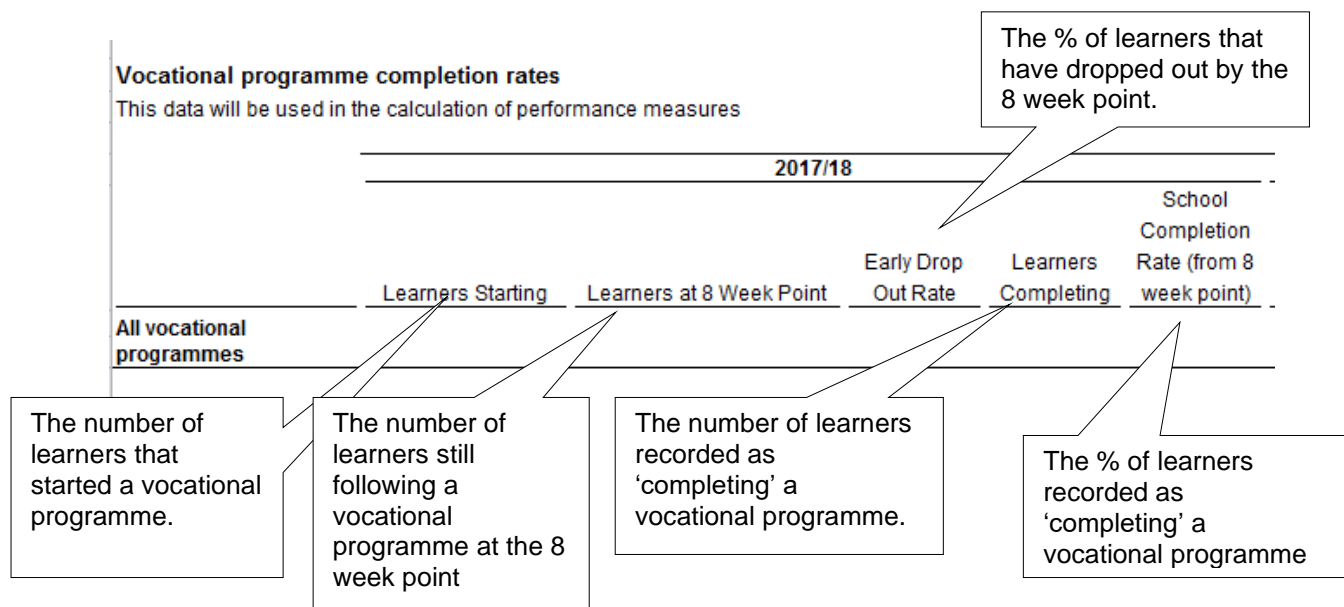 The % of learners that
have dropped out by the
8 week point.
Vocational programme completion rates
This data will be used in the calculation of performance measures
2017/18
Learners Starting
Learners at 8 Week Point
Early Drop
Out Rate
Learners
Completing
School
Completion
Rate (from 8
week point)
All vocational
programmes
The number of
learners that
started a vocational
programme.
The number of
learners still
following a
vocational
programme at the 8
week point
The number of learners
recorded as
‘completing’ a
vocational programme.
The % of learners
recorded as
‘completing’ a
vocational programme